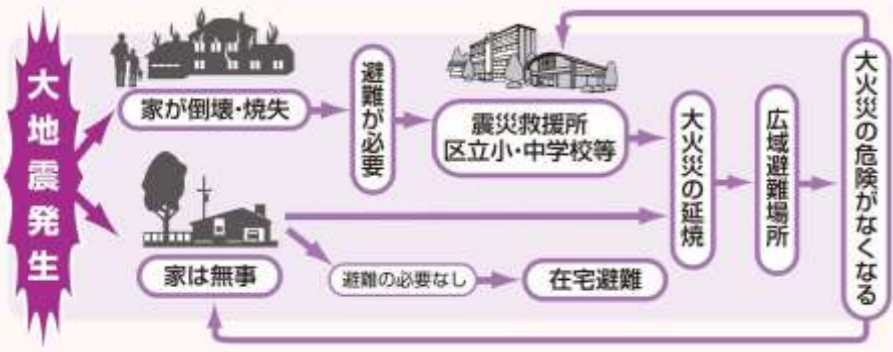 大地震発生
家が倒壊・焼失
避難が必要
震災救援所
区立小・中学校等
大火災の延焼
広域避難場所
大火災の危険がなくなる
家は無事
避難の必要なし
在宅避難